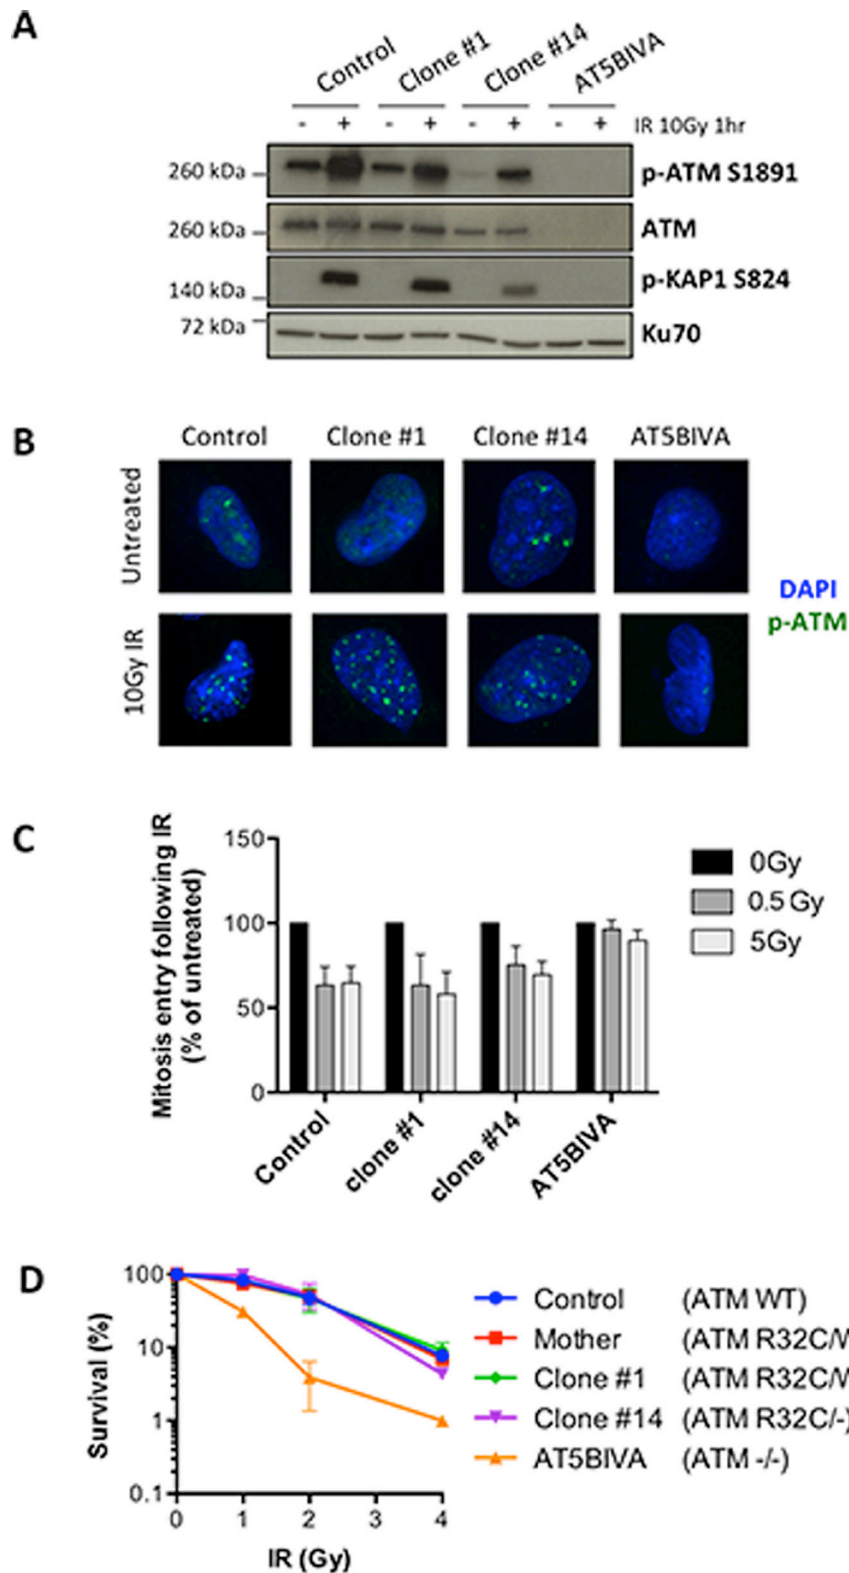 A
Control
Clone #1
Clone #14
AT5BIVA
- + - + - + - + IR 10Gy 1hr
260 kDa p-ATM S1891
260 kDa ATM
140 kDa p-KAP1 S824
72 kDa Ku70
B
Control Clone #1 Clone #14 AT5BIVA
Untreated
DAPI
p-ATM
10Gy IR
C
Mitosis entry following IR
(% of untreated)
150
100
50
0
0Gy
0.5 Gy
5Gy
Control
clone #1
clone #14
AT5BIVA
D
Survival (%)
100
10
1
0.1
0 1 2 3 4
IR (Gy)
Control (ATM WT)
Mother (ATM R32C/
Clone #1 (ATM R32C/
Clone #14 (ATM R32C/-)
AT5BIVA (ATM -/-)